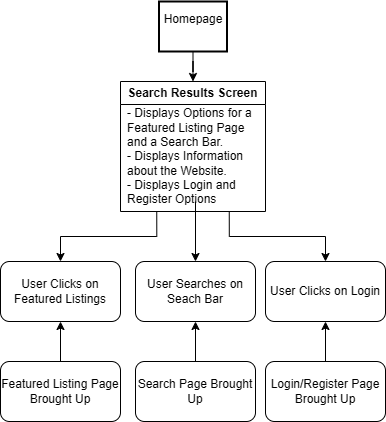 Homepage
Search Results Screen
- Displays Options for a
Featured Listing Page
and a Search Bar.
- Displays Information
about the Website.
- Displays Login and
Register Options
User Clicks on
Featured Listings
User Searches on
Seach Bar
User Clicks on Login
Featured Listing Page
Brought Up
Search Page Brought
Up
Login/Register Page
Brought Up